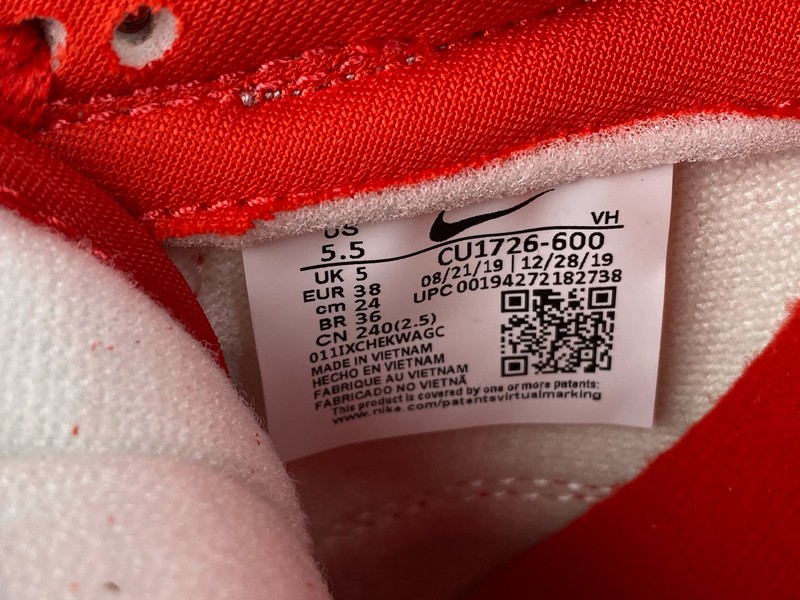 US
5.5
UK 5
EUR 38
cm 24
BR 36
CN 240(2.5)
VH
CU1726-600
08/21/19 | 12/28/19
UPC 00194272182738
011IXCHEKWAGC
MADE IN VIETNAM
HECHO EN VIETNAM
FABRIQUE AU VIETNAM
FABRICADO NO VIETNÃ
This product is covered by one or more patents:
www.nike.com/patentsvirtualmarking